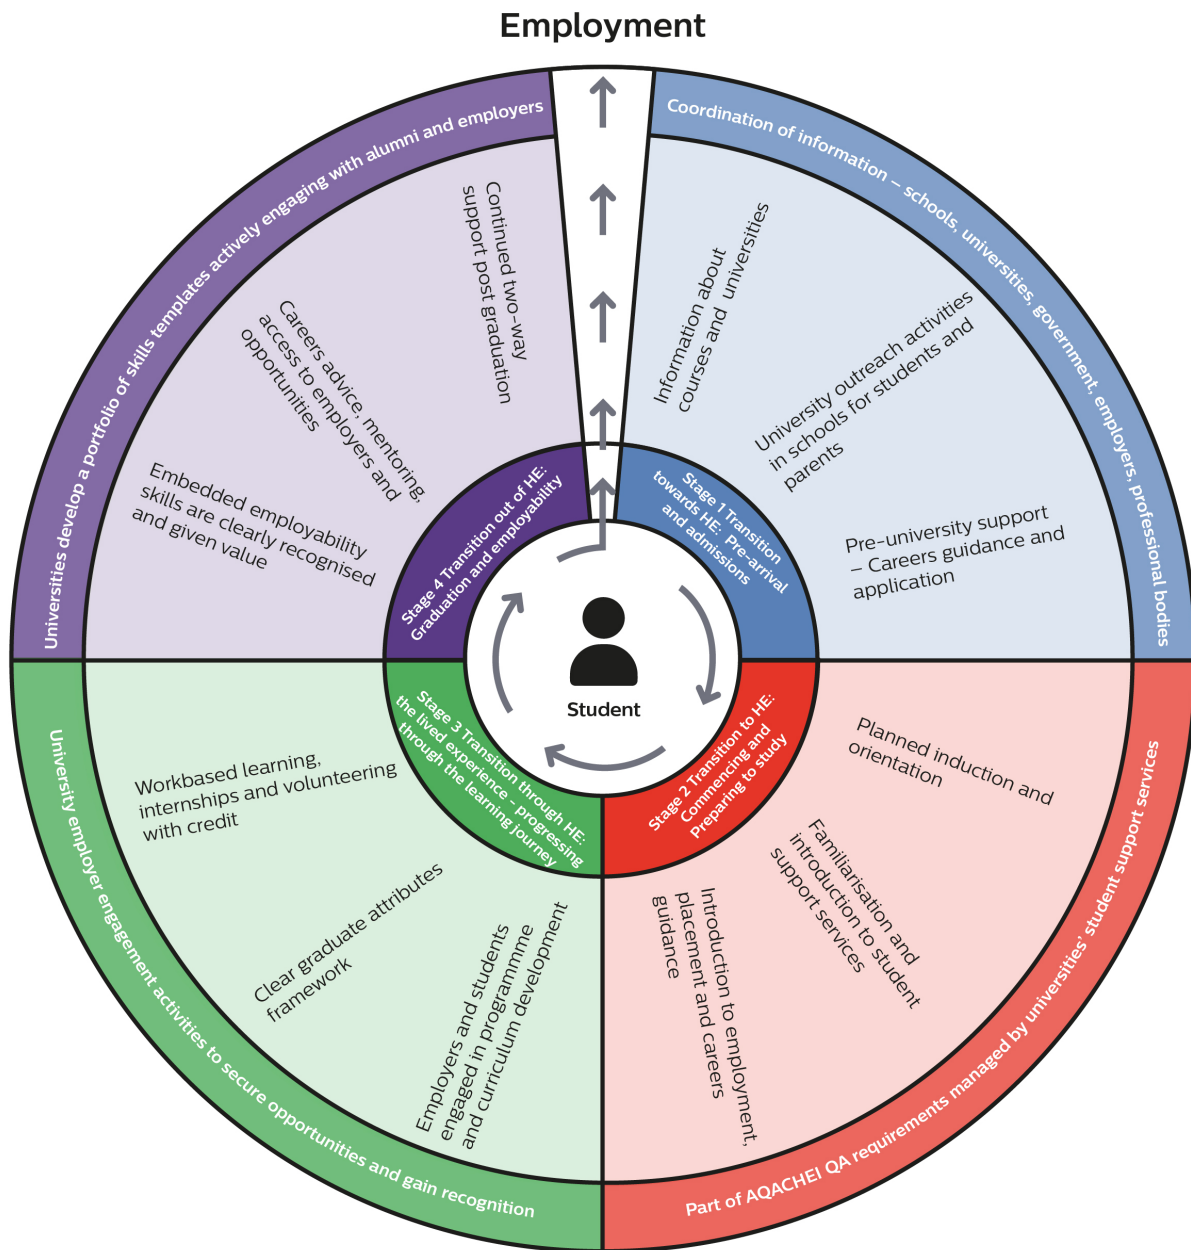 Employment
Coordination of information – schools, universities, government, employers, professional bodies
Information about
courses and universities
University outreach activities
in schools for students and
parents
Pre-university support
– Careers guidance and
application
Stage 1 Transition
towards HE: Pre-arrival
and admissions
Part of AQACHEI QA requirements managed by universities’ student support services
Planned induction and
orientation
Familiarisation and
introduction to student
support services
Introduction to employment,
placement and careers
guidance
Stage 2 Transition to HE:
Commencing and
Preparing to study
University employer engagement activities to secure opportunities and gain recognition
Employers and students
engaged in programmme
and curriculum development
Clear graduate attributes
framework
Workbased learning,
internships and volunteering
with credit
Stage 3 Transition through HE:
the lived experience – progressing
through the learning journey
Universities develop a portfolio of skills templates actively engaging with alumni and employers
Embedded employability
skills are clearly recognised
and given value
Careers advice, mentoring,
access to employers and
opportunities
Continued two-way
support post graduation
Stage 4 Transition out of HE:
Graduation and employability
Student